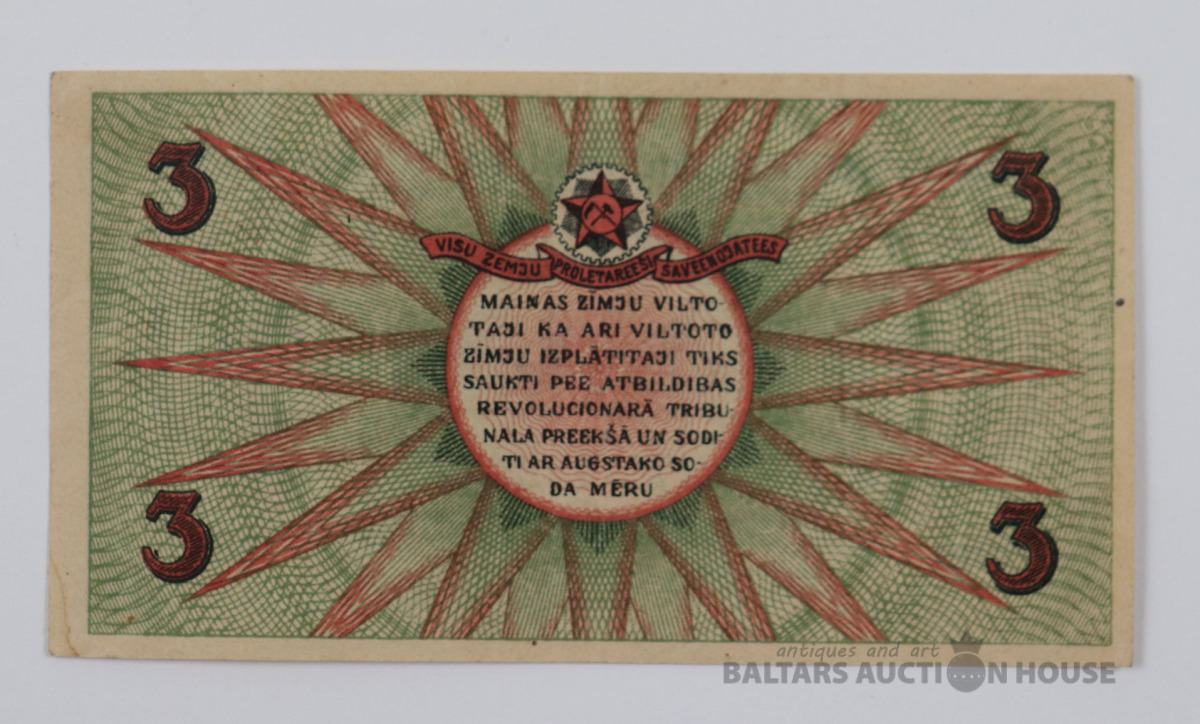 3 3
VISU ZEMJU PROLETAREEŠI SAVEENOJATEES
MAIŅAS ZĪMJU VILTO-
TAJI KA ARI VILTOTO
ZĪMJU IZPLĀTITAJI TIKS
SAUKTI PEE ATBILDIBAS
REVOLUCIONARĀ TRIBU-
NALA PREEKŠĀ UN SODI-
TI AR AUGSTAKO SO-
DA MĒRU
3 3
antiques and art
BALTARS AUCTION HOUSE